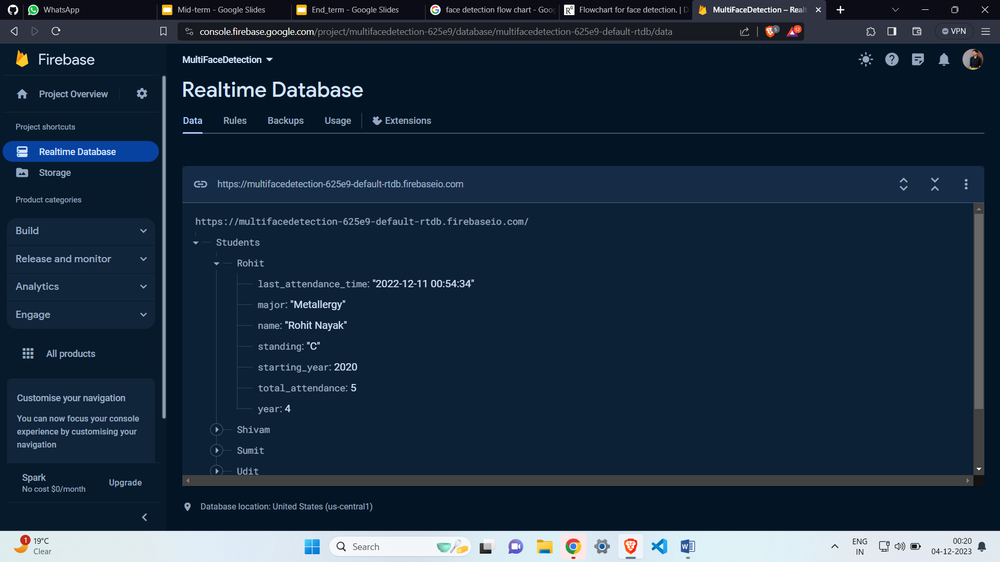 WhatsApp
Mid-term - Google Slides
End_term - Google Slides
face detection flow chart - Goo
Flowchart for face detection. | D
MultiFaceDetection – Realt
console.firebase.google.com/project/multifacedetection-625e9/database/multifacedetection-625e9-default-rtdb/data
5
12
VPN
Firebase
MultiFaceDetection
Project Overview
Realtime Database
Project shortcuts
Data
Rules
Backups
Usage
Extensions
Realtime Database
Storage
https://multifacedetection-625e9-default-rtdb.firebaseio.com
Product categories
https://multifacedetection-625e9-default-rtdb.firebaseio.com/
Build
Students
Release and monitor
Rohit
Analytics
last_attendance_time: "2022-12-11 00:54:34"
Engage
major: "Metallergy"
name: "Rohit Nayak"
standing: "C"
All products
starting_year: 2020
total_attendance: 5
Customise your navigation
You can now focus your console
experience by customising your
navigation
year: 4
Shivam
Sumit
Udit
Spark
No cost $0/month
Upgrade
Database location: United States (us-central1)
1
19°C
Clear
Search
ENG
IN
00:20
04-12-2023